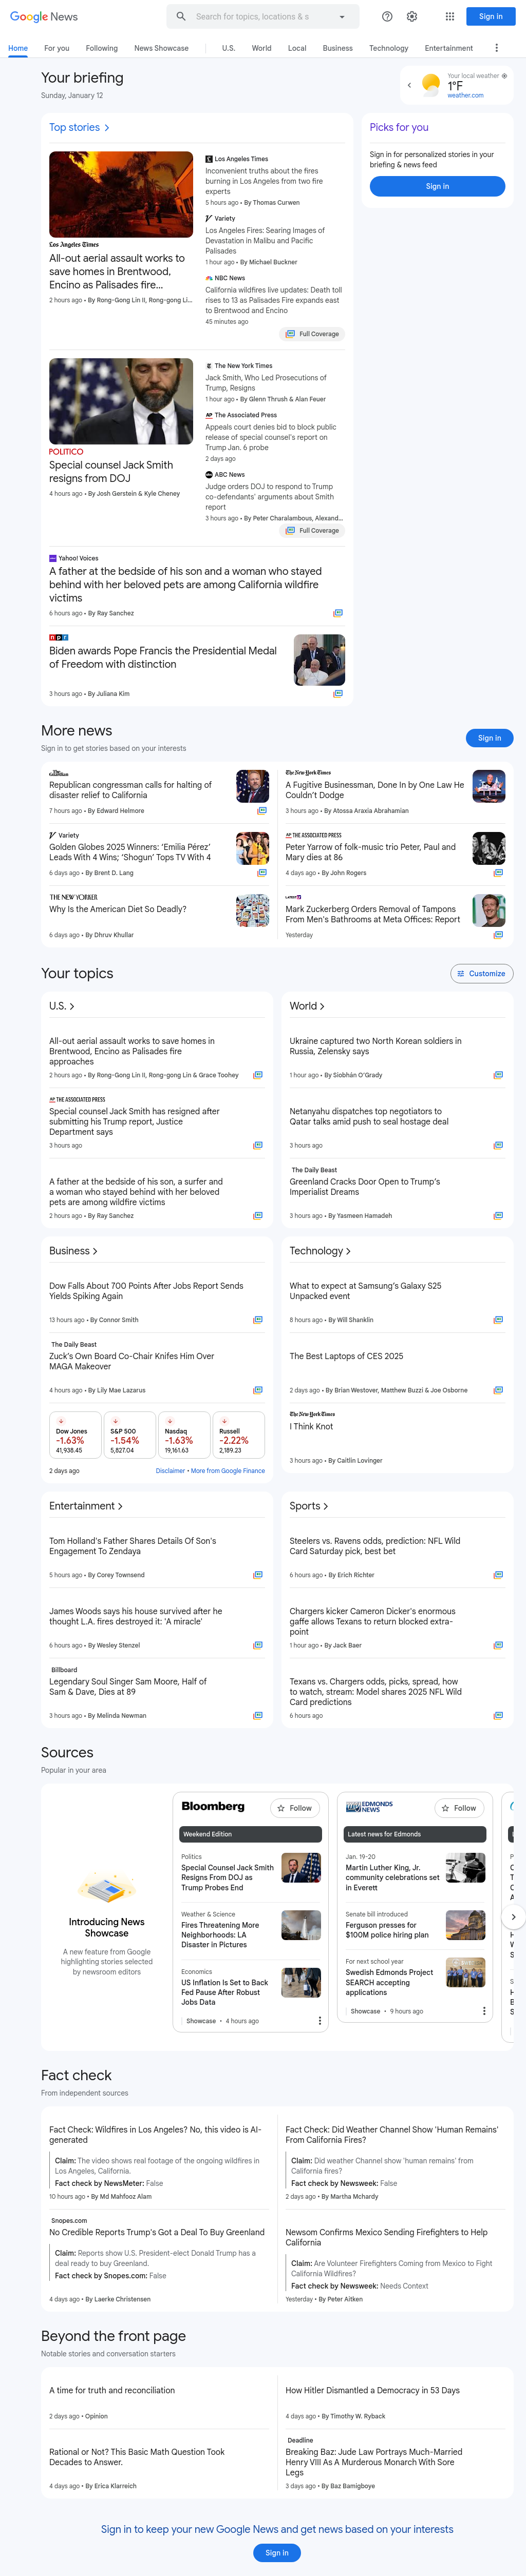 Google News
Search for topics, locations & s
Sign in
Home
For you
Following
News Showcase
U.S.
World
Local
Business
Technology
Entertainment
Your briefing
Sunday, January 12
Your local weather
1°F
weather.com
Top stories
Picks for you
Sign in for personalized stories in your
briefing & news feed
Sign in
Los Angeles Times
All-out aerial assault works to
save homes in Brentwood,
Encino as Palisades fire...
2 hours ago • By Rong-Gong Lin II, Rong-gong Li...
Los Angeles Times
Inconvenient truths about the fires
burning in Los Angeles from two fire
experts
5 hours ago • By Thomas Curwen
Variety
Los Angeles Fires: Searing Images of
Devastation in Malibu and Pacific
Palisades
1 hour ago • By Michael Buckner
NBC News
California wildfires live updates: Death toll
rises to 13 as Palisades Fire expands east
to Brentwood and Encino
45 minutes ago
Full Coverage
POLITICO
Special counsel Jack Smith
resigns from DOJ
4 hours ago • By Josh Gerstein & Kyle Cheney
The New York Times
Jack Smith, Who Led Prosecutions of
Trump, Resigns
1 hour ago • By Glenn Thrush & Alan Feuer
The Associated Press
Appeals court denies bid to block public
release of special counsel's report on
Trump Jan. 6 probe
2 days ago
ABC News
Judge orders DOJ to respond to Trump
co-defendants' arguments about Smith
report
3 hours ago • By Peter Charalambous, Alexand...
Full Coverage
Yahoo! Voices
A father at the bedside of his son and a woman who stayed
behind with her beloved pets are among California wildfire
victims
6 hours ago • By Ray Sanchez
npr
Biden awards Pope Francis the Presidential Medal
of Freedom with distinction
3 hours ago • By Juliana Kim
More news
Sign in to get stories based on your interests
Sign in
The Guardian
Republican congressman calls for halting of
disaster relief to California
7 hours ago • By Edward Helmore
The New York Times
A Fugitive Businessman, Done In by One Law He
Couldn't Dodge
3 hours ago • By Atossa Araxia Abrahamian
Variety
Golden Globes 2025 Winners: 'Emilia Pérez'
Leads With 4 Wins; 'Shogun' Tops TV With 4
6 days ago • By Brent D. Lang
AP THE ASSOCIATED PRESS
Peter Yarrow of folk-music trio Peter, Paul and
Mary dies at 86
4 days ago • By John Rogers
THE NEW YORKER
Why Is the American Diet So Deadly?
6 days ago • By Dhruv Khullar
Mark Zuckerberg Orders Removal of Tampons
From Men's Bathrooms at Meta Offices: Report
Yesterday
Your topics
Customize
U.S.
All-out aerial assault works to save homes in
Brentwood, Encino as Palisades fire
approaches
2 hours ago • By Rong-Gong Lin II, Rong-gong Lin & Grace Toohey
AP THE ASSOCIATED PRESS
Special counsel Jack Smith has resigned after
submitting his Trump report, Justice
Department says
3 hours ago
A father at the bedside of his son, a surfer and
a woman who stayed behind with her beloved
pets are among wildfire victims
2 hours ago • By Ray Sanchez
World
Ukraine captured two North Korean soldiers in
Russia, Zelensky says
1 hour ago • By Siobhán O'Grady
Netanyahu dispatches top negotiators to
Qatar talks amid push to seal hostage deal
3 hours ago
The Daily Beast
Greenland Cracks Door Open to Trump's
Imperialist Dreams
3 hours ago • By Yasmeen Hamadeh
Business
Dow Falls About 700 Points After Jobs Report Sends
Yields Spiking Again
13 hours ago • By Connor Smith
The Daily Beast
Zuck's Own Board Co-Chair Knifes Him Over
MAGA Makeover
4 hours ago • By Lily Mae Lazarus
Dow Jones
-1.63%
41,938.45
S&P 500
-1.54%
5,827.04
Nasdaq
-1.63%
19,161.63
Russell
-2.22%
2,189.23
2 days ago
Disclaimer • More from Google Finance
Technology
What to expect at Samsung's Galaxy S25
Unpacked event
8 hours ago • By Will Shanklin
The Best Laptops of CES 2025
2 days ago • By Brian Westover, Matthew Buzzi & Joe Osborne
The New York Times
I Think Knot
3 hours ago • By Caitlin Lovinger
Entertainment
Tom Holland's Father Shares Details Of Son's
Engagement To Zendaya
5 hours ago • By Corey Townsend
James Woods says his house survived after he
thought L.A. fires destroyed it: 'A miracle'
6 hours ago • By Wesley Stenzel
Billboard
Legendary Soul Singer Sam Moore, Half of
Sam & Dave, Dies at 89
3 hours ago • By Melinda Newman
Sports
Steelers vs. Ravens odds, prediction: NFL Wild
Card Saturday pick, best bet
6 hours ago • By Erich Richter
Chargers kicker Cameron Dicker's enormous
gaffe allows Texans to return blocked extra-
point
1 hour ago • By Jack Baer
Texans vs. Chargers odds, picks, spread, how
to watch, stream: Model shares 2025 NFL Wild
Card predictions
6 hours ago
Sources
Popular in your area
Introducing News
Showcase
A new feature from Google
highlighting stories selected
by newsroom editors
Bloomberg
Follow
Weekend Edition
Politics
Special Counsel Jack Smith
Resigns From DOJ as
Trump Probes End
Weather & Science
Fires Threatening More
Neighborhoods: LA
Disaster in Pictures
Economics
US Inflation Is Set to Back
Fed Pause After Robust
Jobs Data
Showcase • 4 hours ago
EDMONDS
NEWS
Follow
Latest news for Edmonds
Jan. 19-20
Martin Luther King, Jr.
community celebrations set
in Everett
Senate bill introduced
Ferguson presses for
$100M police hiring plan
For next school year
Swedish Edmonds Project
SEARCH accepting
applications
Showcase • 9 hours ago
Fact check
From independent sources
Fact Check: Wildfires in Los Angeles? No, this video is AI-
generated
Claim: The video shows real footage of the ongoing wildfires in
Los Angeles, California.
Fact check by NewsMeter: False
10 hours ago • By Md Mahfooz Alam
Fact Check: Did Weather Channel Show 'Human Remains'
From California Fires?
Claim: Did weather Channel show 'human remains' from
California fires?
Fact check by Newsweek: False
2 days ago • By Martha Mchardy
Snopes.com
No Credible Reports Trump's Got a Deal To Buy Greenland
Claim: Reports show U.S. President-elect Donald Trump has a
deal ready to buy Greenland.
Fact check by Snopes.com: False
4 days ago • By Laerke Christensen
Newsom Confirms Mexico Sending Firefighters to Help
California
Claim: Are Volunteer Firefighters Coming from Mexico to Fight
California Wildfires?
Fact check by Newsweek: Needs Context
Yesterday • By Peter Aitken
Beyond the front page
Notable stories and conversation starters
A time for truth and reconciliation
2 days ago • Opinion
How Hitler Dismantled a Democracy in 53 Days
4 days ago • By Timothy W. Ryback
Rational or Not? This Basic Math Question Took
Decades to Answer.
4 days ago • By Erica Klarreich
Deadline
Breaking Baz: Jude Law Portrays Much-Married
Henry VIII As A Murderous Monarch With Sore
Legs
3 days ago • By Baz Bamigboye
Sign in to keep your new Google News and get news based on your interests
Sign in